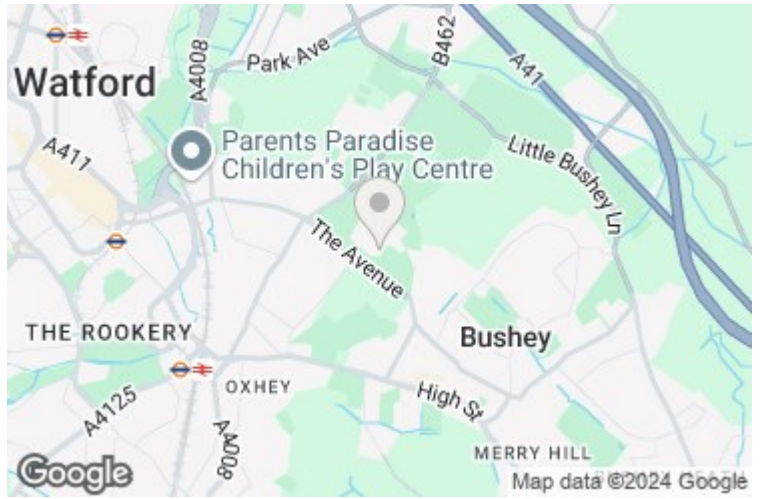 Watford
A4008
Park Ave
B462
A41
A411
Parents Paradise
Children's Play Centre
Little Bushey Ln
The Avenue
THE ROOKERY
Bushey
OXHEY
High St
A4125
A4008
MERRY HILL
Google
Map data ©2024 Google